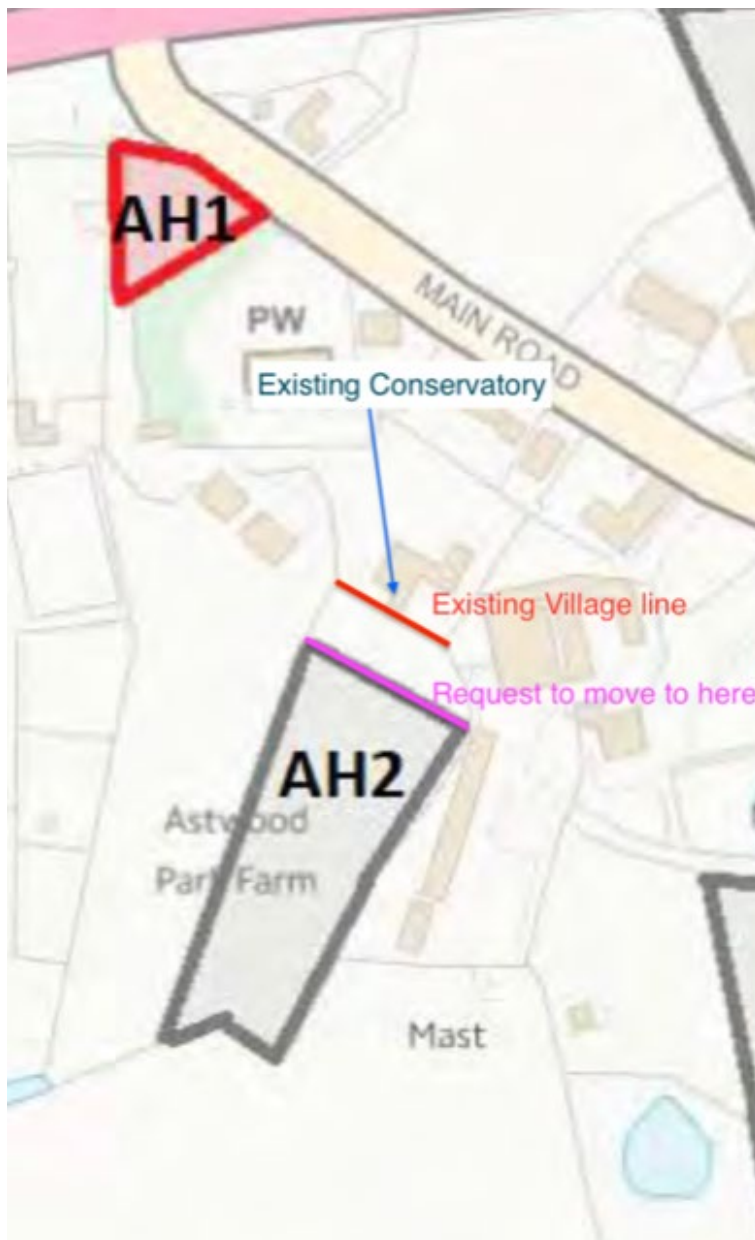 AH1
PW
MAIN ROAD
Existing Conservatory
Existing Village line
Request to move to here
AH2
Astwood
Park Farm
Mast